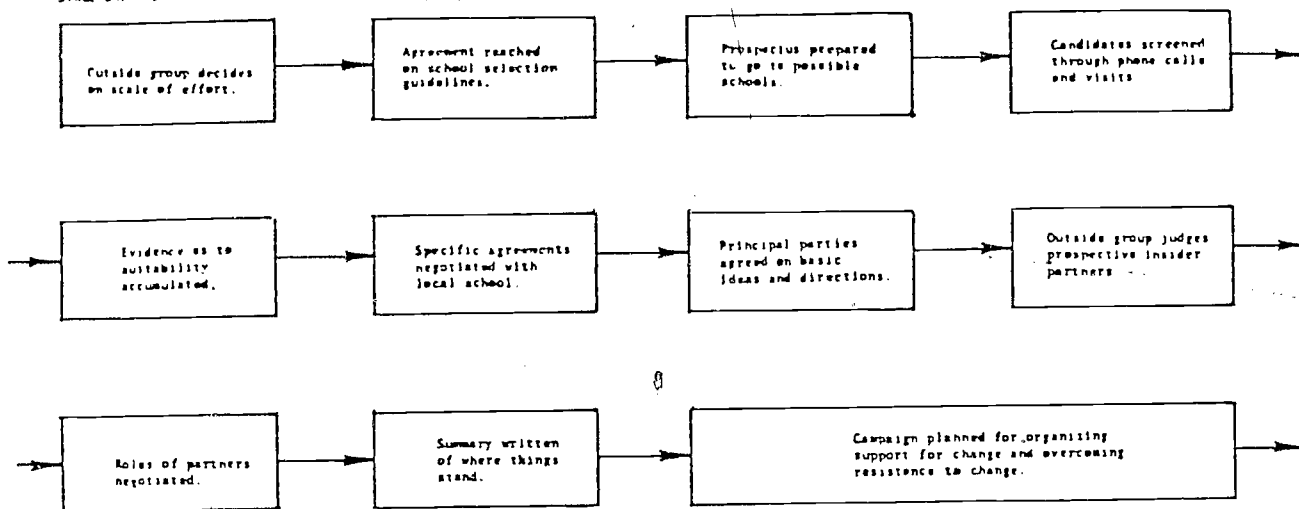 Outside group decides
on scale of effort.
Agreement reached
on school selection
guidelines.
Prospectus prepared
to go to possible
schools.
Candidates screened
through phone calls
and visits
Evidence as to
suitability
accumulated.
Specific agreements
negotiated with
local school.
Principal parties
agreed on basic
ideas and directions.
Outside group judges
prospective insider
partners
Roles of partners
negotiated.
Summary written
of where things
stand.
Campaign planned for organizing
support for change and overcoming
resistence to change.